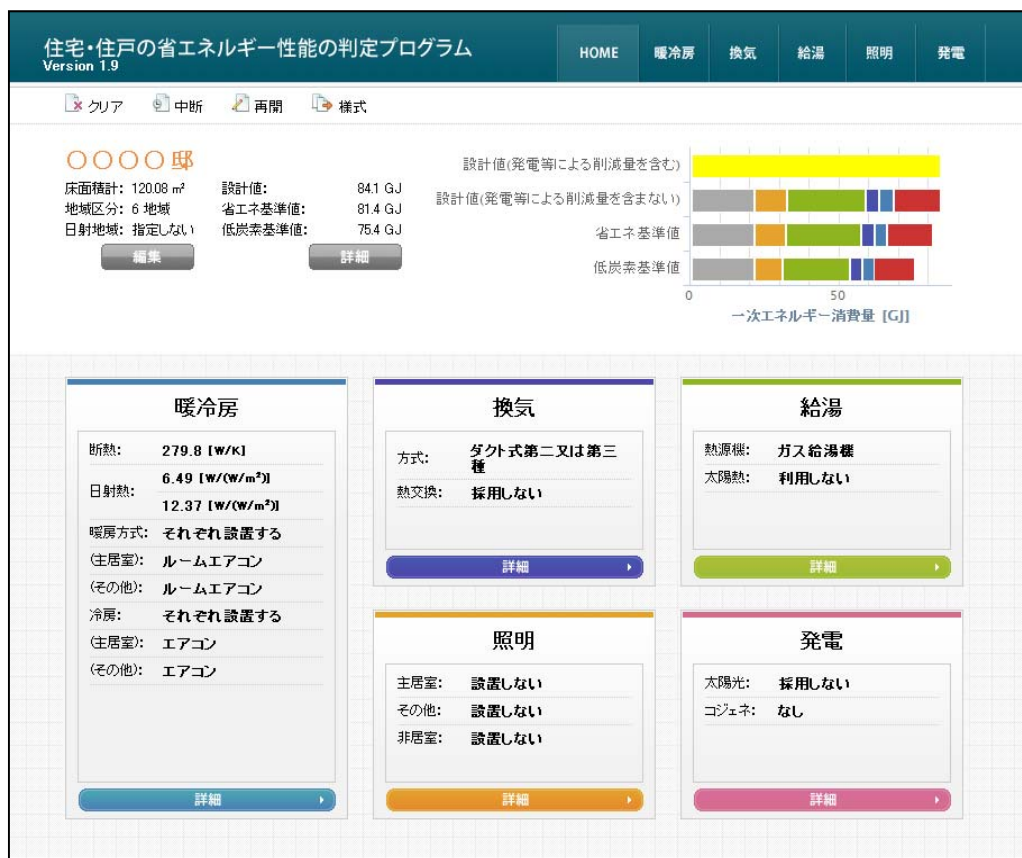 住宅・住戸の省エネルギー性能の判定プログラム
Version 1.9
HOME 暖冷房 換気 給湯 照明 発電
クリア 中断 再開 様式
〇〇〇〇邸
床面積計: 120.08 ㎡ 設計値: 84.1 GJ
地域区分: 6 地域 省エネ基準値: 81.4 GJ
日射地域: 指定しない 低炭素基準値: 75.4 GJ
編集 詳細
設計値(発電等による削減量を含む)
設計値(発電等による削減量を含まない)
省エネ基準値
低炭素基準値
0 50
一次エネルギー消費量 [GJ]
暖冷房
断熱: 279.8 [W/K]
日射熱: 6.49 [W/(W/m²)]
12.37 [W/(W/m²)]
暖房方式: それぞれ設置する
(主居室): ルームエアコン
(その他): ルームエアコン
冷房: それぞれ設置する
(主居室): エアコン
(その他): エアコン
詳細
換気
方式: ダクト式第二又は第三
種
熱交換: 採用しない
詳細
給湯
熱源機: ガス給湯機
太陽熱: 利用しない
詳細
照明
主居室: 設置しない
その他: 設置しない
非居室: 設置しない
詳細
発電
太陽光: 採用しない
コジェネ: なし
詳細